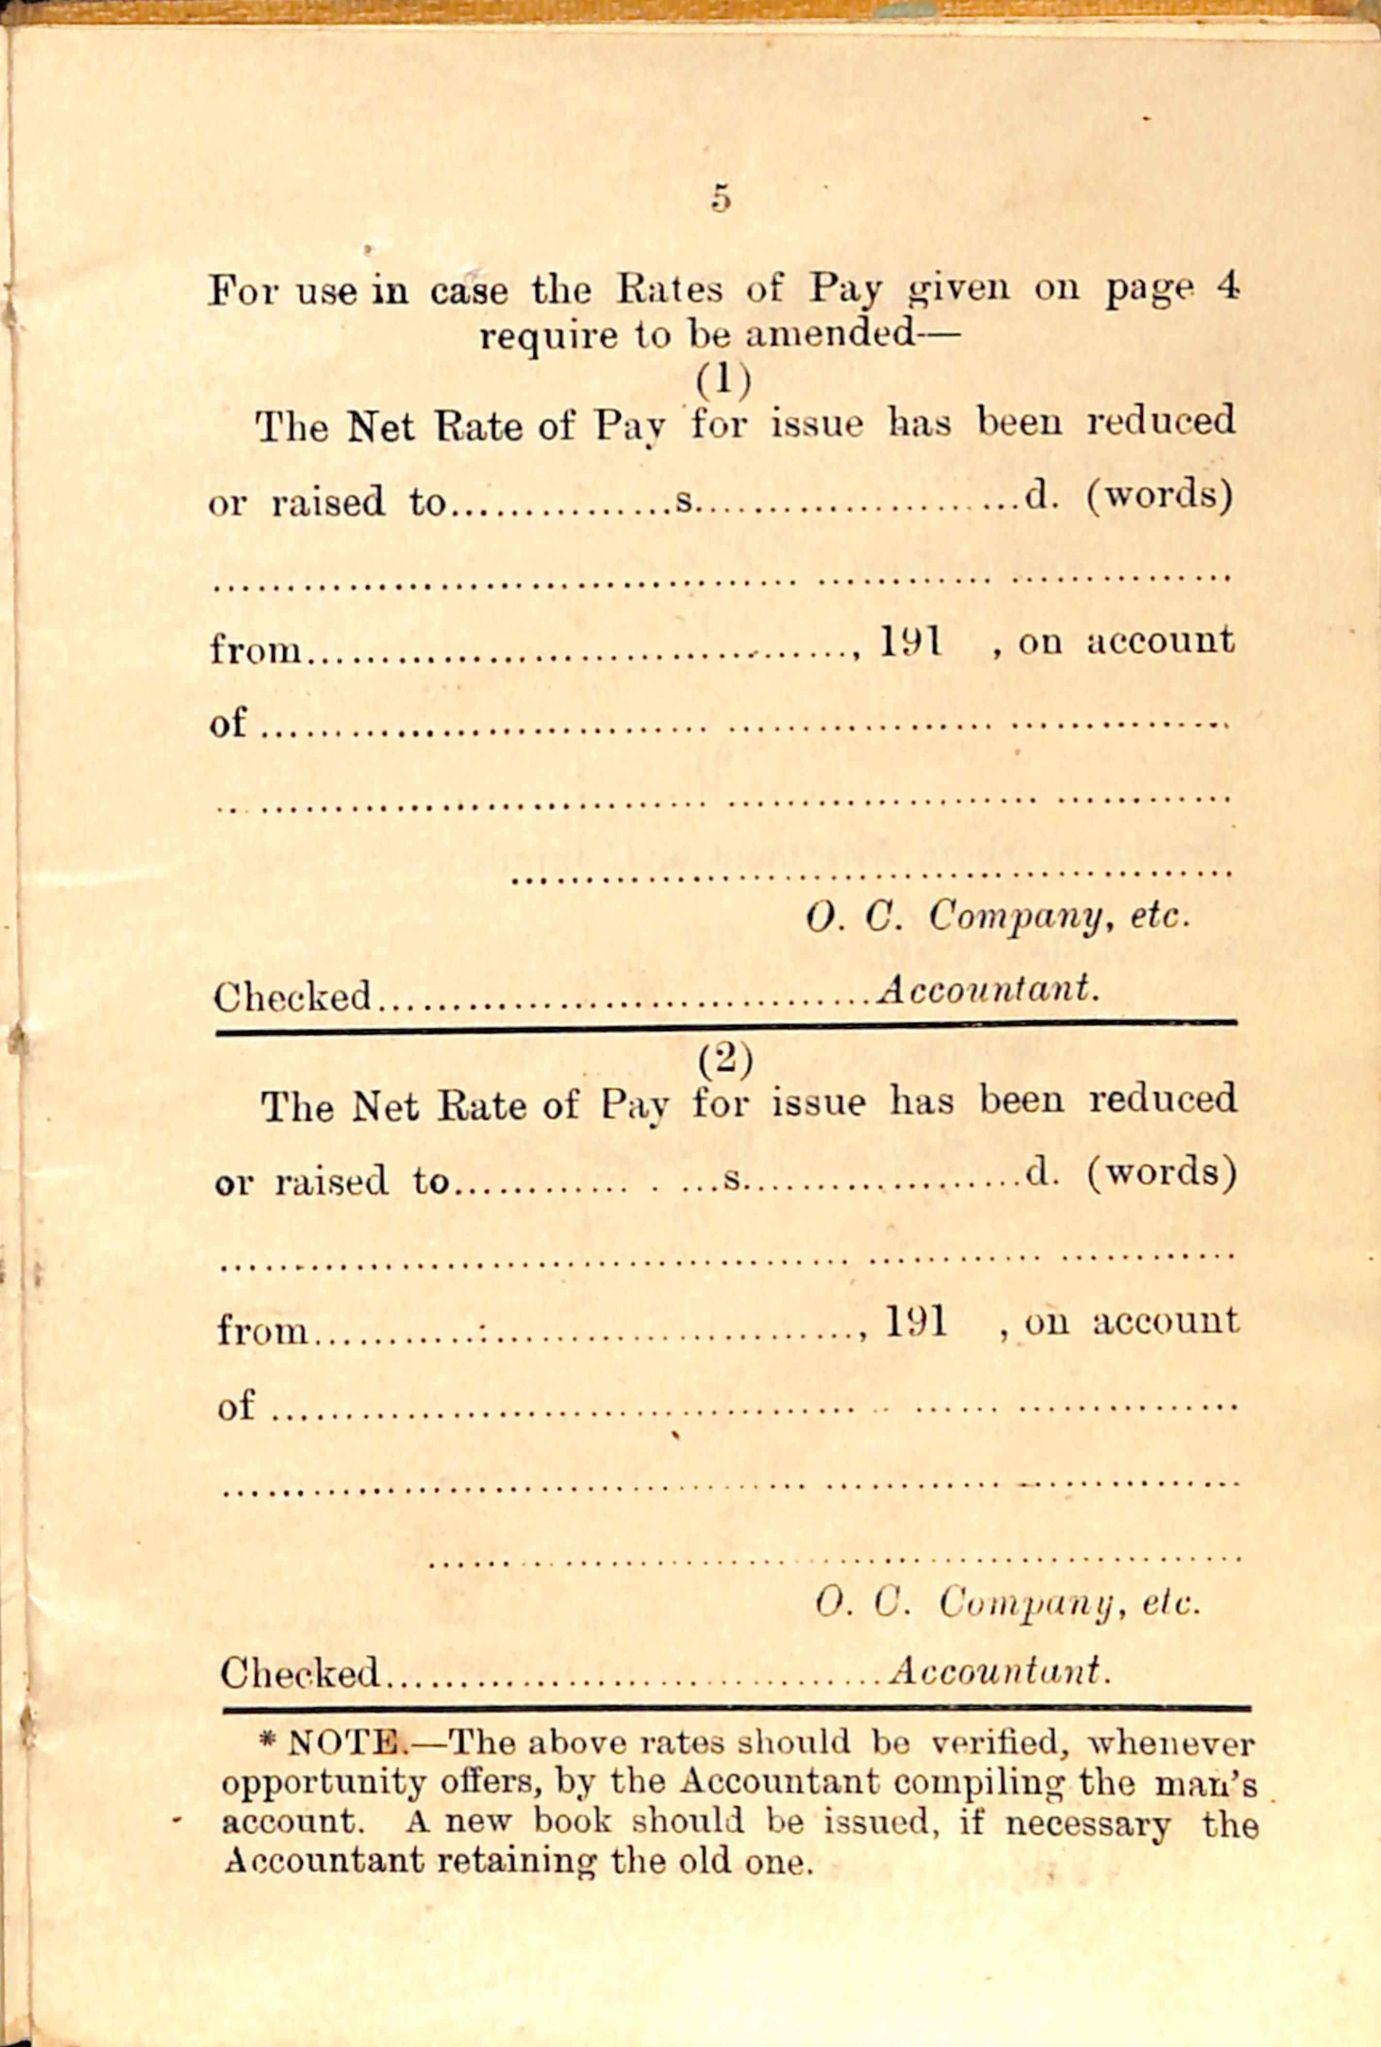 5
For use in case the Rates of Pay given on page 4
require to be amended—
(1)
The Net Rate of Pay for issue has been reduced
or raised to...............s......................d. (words)
....................................................................
from....................................., 191 , on account
of ..................................................................
....................................................................
.................................................
O. C. Company, etc.
Checked.................................Accountant.
(2)
The Net Rate of Pay for issue has been reduced
or raised to............. . ...s...................d. (words)
....................................................................
from....................................., 191 , on account
of ..................................................................
....................................................................
.......................................................
O. C. Company, etc.
Checked.................................Accountant.
* NOTE.—The above rates should be verified, whenever
opportunity offers, by the Accountant compiling the man's
account. A new book should be issued, if necessary the
Accountant retaining the old one.